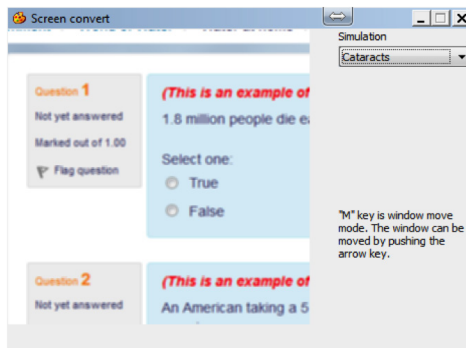 Screen convert
Simulation
Cataracts
Question 1
Not yet answered
Marked out of 1.00
Flag question
(This is an example of
1.8 million people die ea
Select one:
True
False
"M" key is window move
mode. The window can be
moved by pushing the
arrow key.
Question 2
Not yet answered
(This is an example of
An American taking a 5